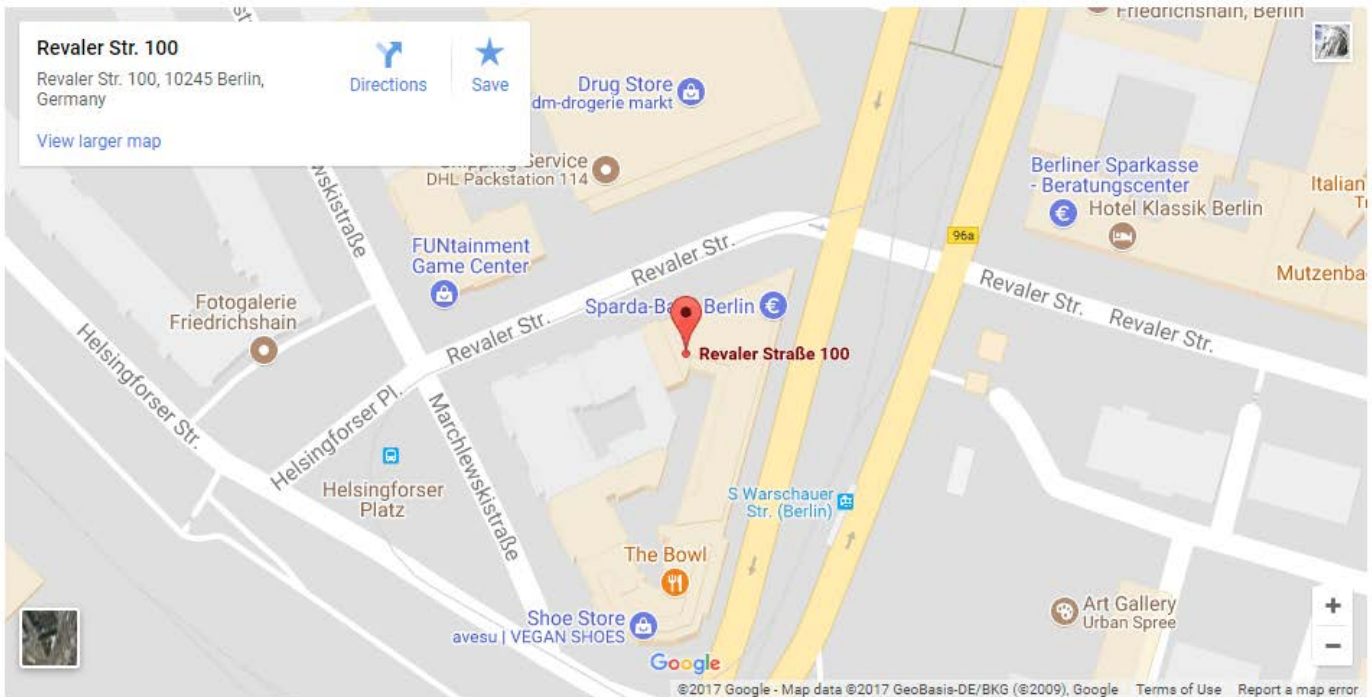 Revaler Str. 100
Revaler Str. 100, 10245 Berlin,
Germany
View larger map
Directions
Save
Friedrichshain, Berlin
Drug Store
dm-drogerie markt
Service
DHL Packstation 114
wskistraße
FUNtainment
Game Center
Revaler Str.
96a
Berliner Sparkasse
- Beratungscenter
Hotel Klassik Berlin
Italian
Mutzenba
Revaler Str.
Revaler Str.
Fotogalerie
Friedrichshain
Sparda-Ba Berlin
Revaler Straße 100
Revaler Str.
Helsingforser Str.
Helsingforser Pl.
Marchlewskistraße
Helsingforser
Platz
S Warschauer
Str. (Berlin)
The Bowl
Shoe Store
avesu | VEGAN SHOES
Art Gallery
Urban Spree
Google
©2017 Google - Map data ©2017 GeoBasis-DE/BKG (©2009), Google Terms of Use Report a map error